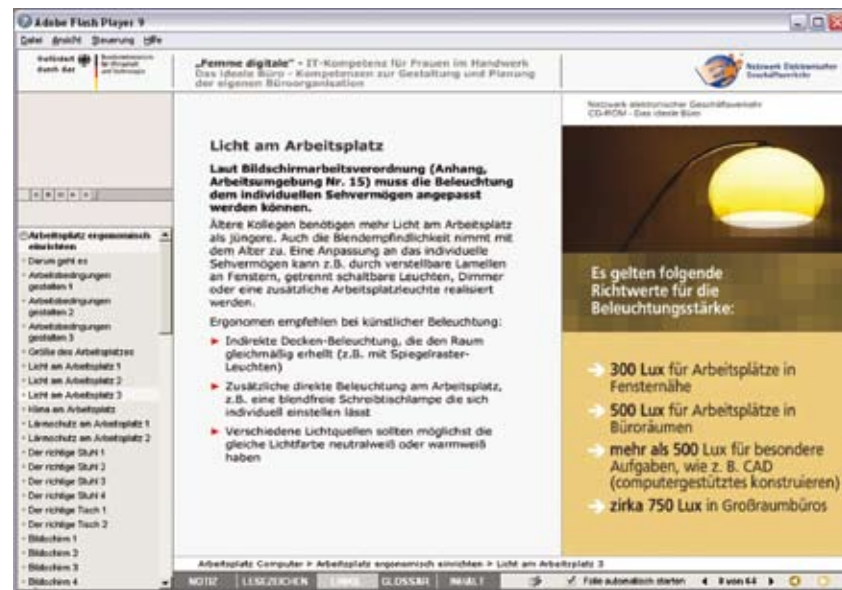 Adobe Flash Player 9
Datei Ansicht Steuerung Hilfe
Gefördert
durch das
Bundesministerium
für Wirtschaft
und Technologie
„Femme digitale" - IT-Kompetenz für Frauen im Handwerk
Das ideale Büro - Kompetenzen zur Gestaltung und Planung
der eigenen Büroorganisation
Netzwerk Elektronischer
Geschäftsverkehr
Netzwerk elektronischer Geschäftsverkehr
CD-ROM - Das ideale Büro
Arbeitsplatz ergonomisch
einrichten
Darum geht es
Arbeitsbedingungen
gestalten 1
Arbeitsbedingungen
gestalten 2
Arbeitsbedingungen
gestalten 3
Größe des Arbeitsplatzes
Licht am Arbeitsplatz 1
Licht am Arbeitsplatz 2
Licht am Arbeitsplatz 3
Klima am Arbeitsplatz
Lärmschutz am Arbeitsplatz 1
Lärmschutz am Arbeitsplatz 2
Der richtige Stuhl 1
Der richtige Stuhl 2
Der richtige Stuhl 3
Der richtige Stuhl 4
Der richtige Tisch 1
Der richtige Tisch 2
Bildschirm 1
Bildschirm 2
Bildschirm 3
Bildschirm 4
Licht am Arbeitsplatz
Laut Bildschirmarbeitsverordnung (Anhang,
Arbeitsumgebung Nr. 15) muss die Beleuchtung
dem individuellen Sehvermögen angepasst
werden können.
Ältere Kollegen benötigen mehr Licht am Arbeitsplatz
als jüngere. Auch die Blendempfindlichkeit nimmt mit
dem Alter zu. Eine Anpassung an das individuelle
Sehvermögen kann z.B. durch verstellbare Lamellen
an Fenstern, getrennt schaltbare Leuchten, Dimmer
oder eine zusätzliche Arbeitsplatzleuchte realisiert
werden.
Ergonomen empfehlen bei künstlicher Beleuchtung:
Indirekte Decken-Beleuchtung, die den Raum
gleichmäßig erhellt (z.B. mit Spiegelraster-
Leuchten)
Zusätzliche direkte Beleuchtung am Arbeitsplatz,
z.B. eine blendfreie Schreibtischlampe die sich
individuell einstellen lässt
Verschiedene Lichtquellen sollten möglichst die
gleiche Lichtfarbe neutralweiß oder warmweiß
haben
Es gelten folgende
Richtwerte für die
Beleuchtungsstärke:
300 Lux für Arbeitsplätze in
Fensternähe
500 Lux für Arbeitsplätze in
Büroräumen
mehr als 500 Lux für besondere
Aufgaben, wie z. B. CAD
(computergestütztes konstruieren)
zirka 750 Lux in Großraumbüros
Arbeitsplatz Computer > Arbeitsplatz ergonomisch einrichten > Licht am Arbeitsplatz 3
NOTIZ LESEZEICHEN LINKS GLOSSAR INHALT Folie automatisch starten 8 von 64